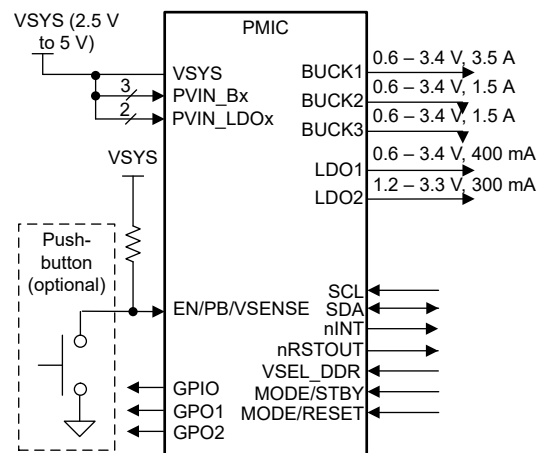 VSYS (2.5 V
to 5 V)
PMIC
VSYS
3
PVIN_Bx
2
PVIN_LDOx
VSYS
Push-
button
(optional)
EN/PB/VSENSE
GPIO
GPO1
GPO2
BUCK1
0.6 – 3.4 V, 3.5 A
BUCK2
0.6 – 3.4 V, 1.5 A
BUCK3
0.6 – 3.4 V, 1.5 A
LDO1
0.6 – 3.4 V, 400 mA
LDO2
1.2 – 3.3 V, 300 mA
SCL
SDA
nINT
nRSTOUT
VSEL_DDR
MODE/STBY
MODE/RESET